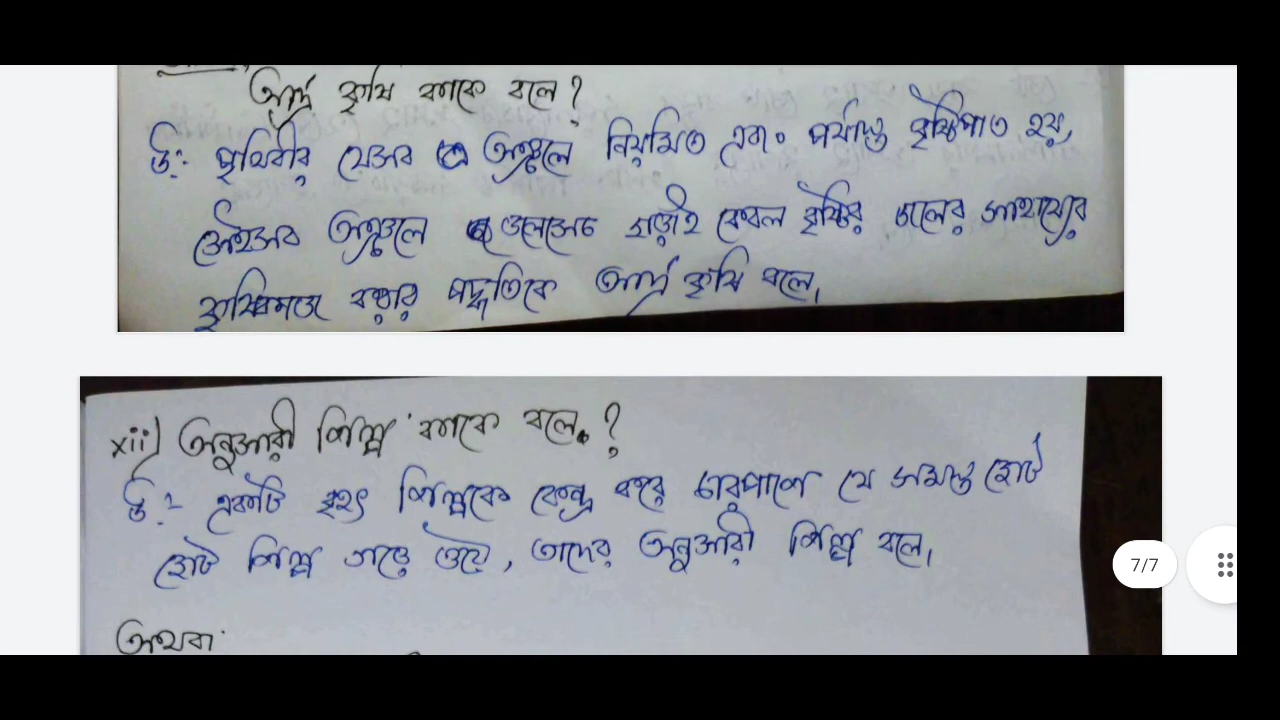 আর্দ্র কৃষি কাকে বলে?
উ:- পৃথিবীর যেসব অঞ্চলে নিয়মিত এবং পর্যাপ্ত বৃষ্টিপাত হয়,
সেইসব অঞ্চলে জলসেচ ছাড়াই কেবল বৃষ্টির জলের সাহায্যের
কৃষিকাজ করার পদ্ধতিকে আর্দ্র কৃষি বলে।
xii) অনুসারী শিল্প কাকে বলে?
উ:- একটি বৃহৎ শিল্পকে কেন্দ্র করে চারপাশে যে সমস্ত ছোট
ছোট শিল্প গড়ে ওঠে, তাদের অনুসারী শিল্প বলে।
7/7
অথবা